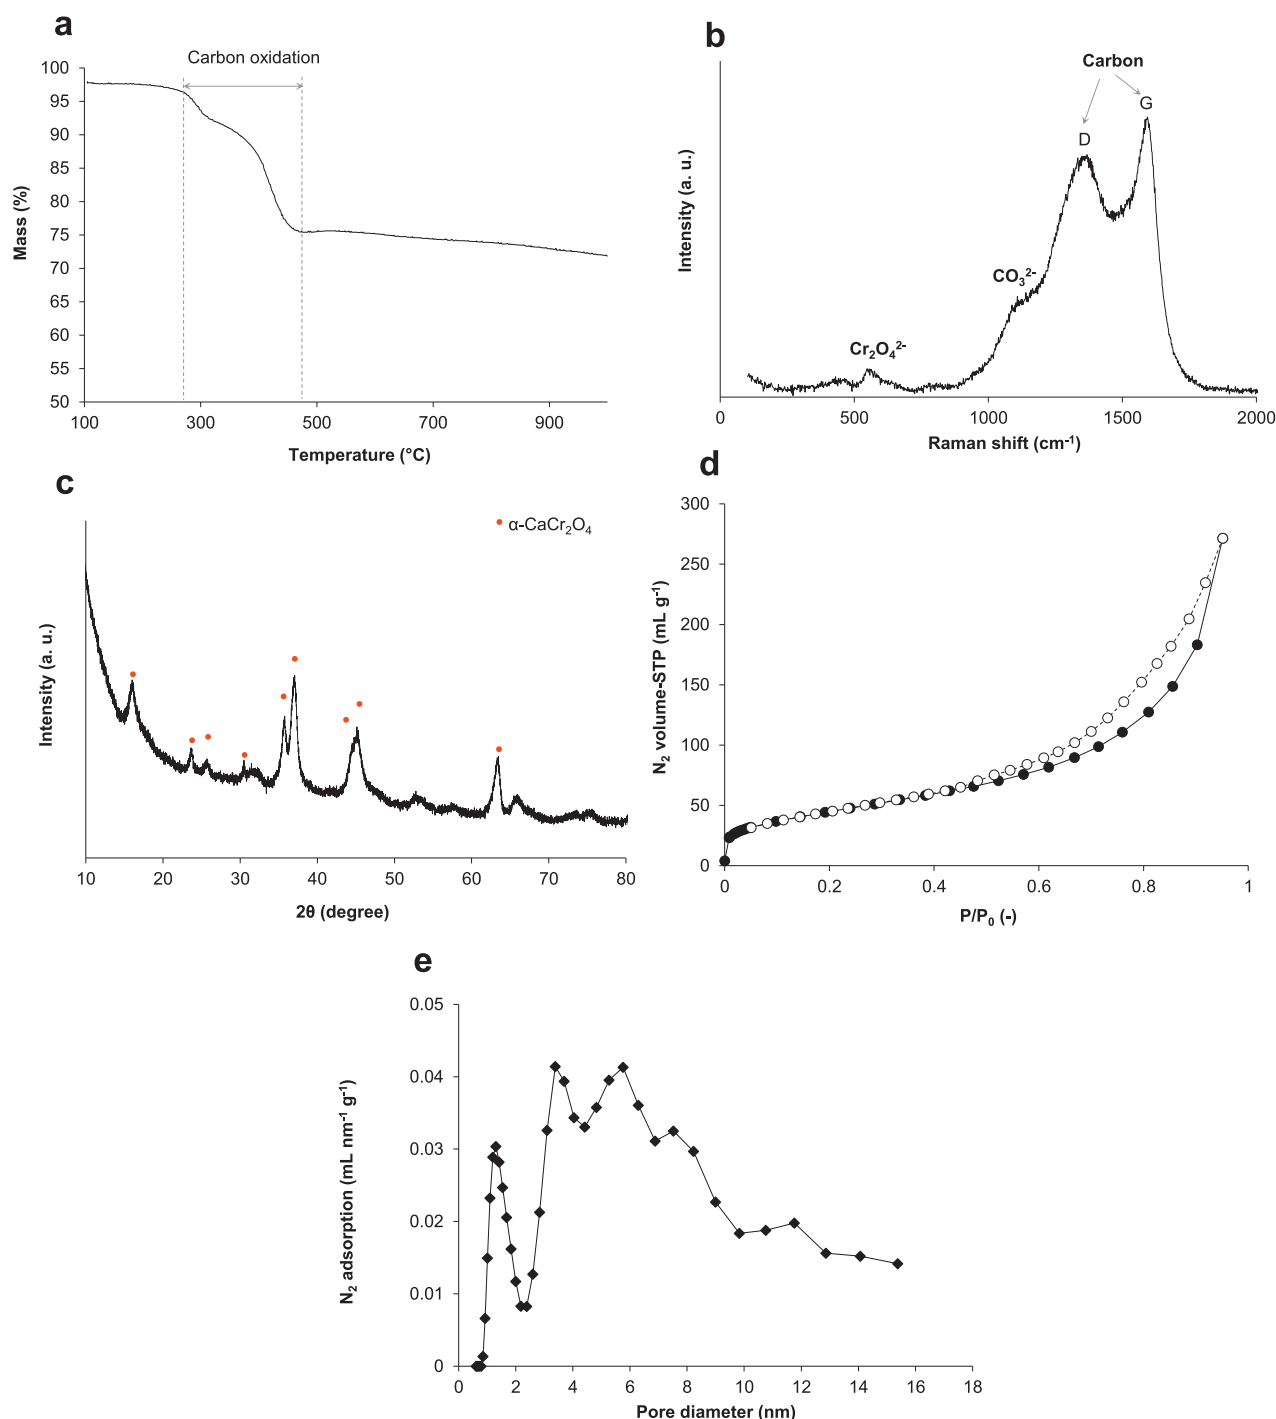 a
Carbon oxidation
100
95
90
85
80
75
70
65
60
55
50
Mass (%)
100 300 500 700 900
Temperature (°C)
b
Carbon
G
D
CO₃²⁻
Cr₂O₄²⁻
Intensity (a. u.)
0 500 1000 1500 2000
Raman shift (cm⁻¹)
c
α-CaCr₂O₄
Intensity (a. u.)
10 20 30 40 50 60 70 80
2θ (degree)
d
300
250
200
150
100
50
0
N₂ volume-STP (mL g⁻¹)
0 0.2 0.4 0.6 0.8 1
P/P₀ (-)
e
0.05
0.04
0.03
0.02
0.01
0
N₂ adsorption (mL nm⁻¹ g⁻¹)
0 2 4 6 8 10 12 14 16 18
Pore diameter (nm)